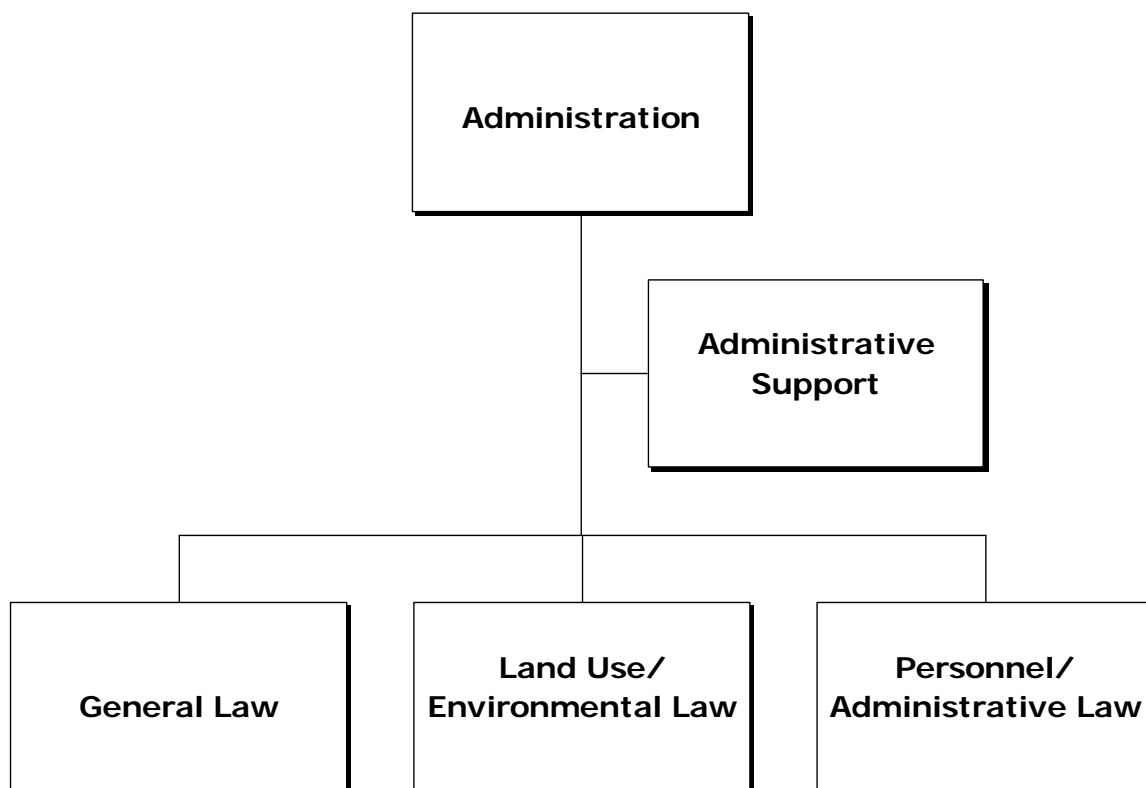 Administration
Administrative
Support
General Law
Land Use/
Environmental Law
Personnel/
Administrative Law